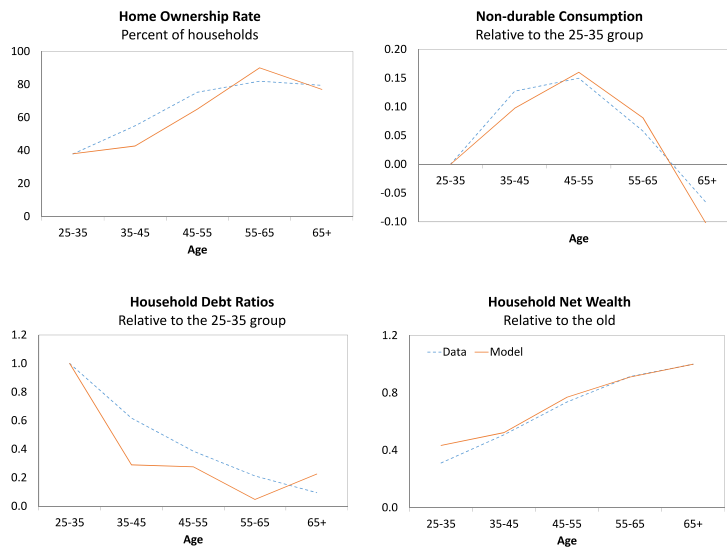 Home Ownership Rate
Percent of households
100
80
60
40
20
0
25-35 35-45 45-55 55-65 65+
Age
Non-durable Consumption
Relative to the 25-35 group
0.20
0.15
0.10
0.05
0.00
-0.05
-0.10
25-35 35-45 45-55 55-65 65+
Age
Household Debt Ratios
Relative to the 25-35 group
1.2
1.0
0.8
0.6
0.4
0.2
0.0
25-35 35-45 45-55 55-65 65+
Age
Household Net Wealth
Relative to the old
1.2
0.8
0.4
0.0
Data Model
25-35 35-45 45-55 55-65 65+
Age